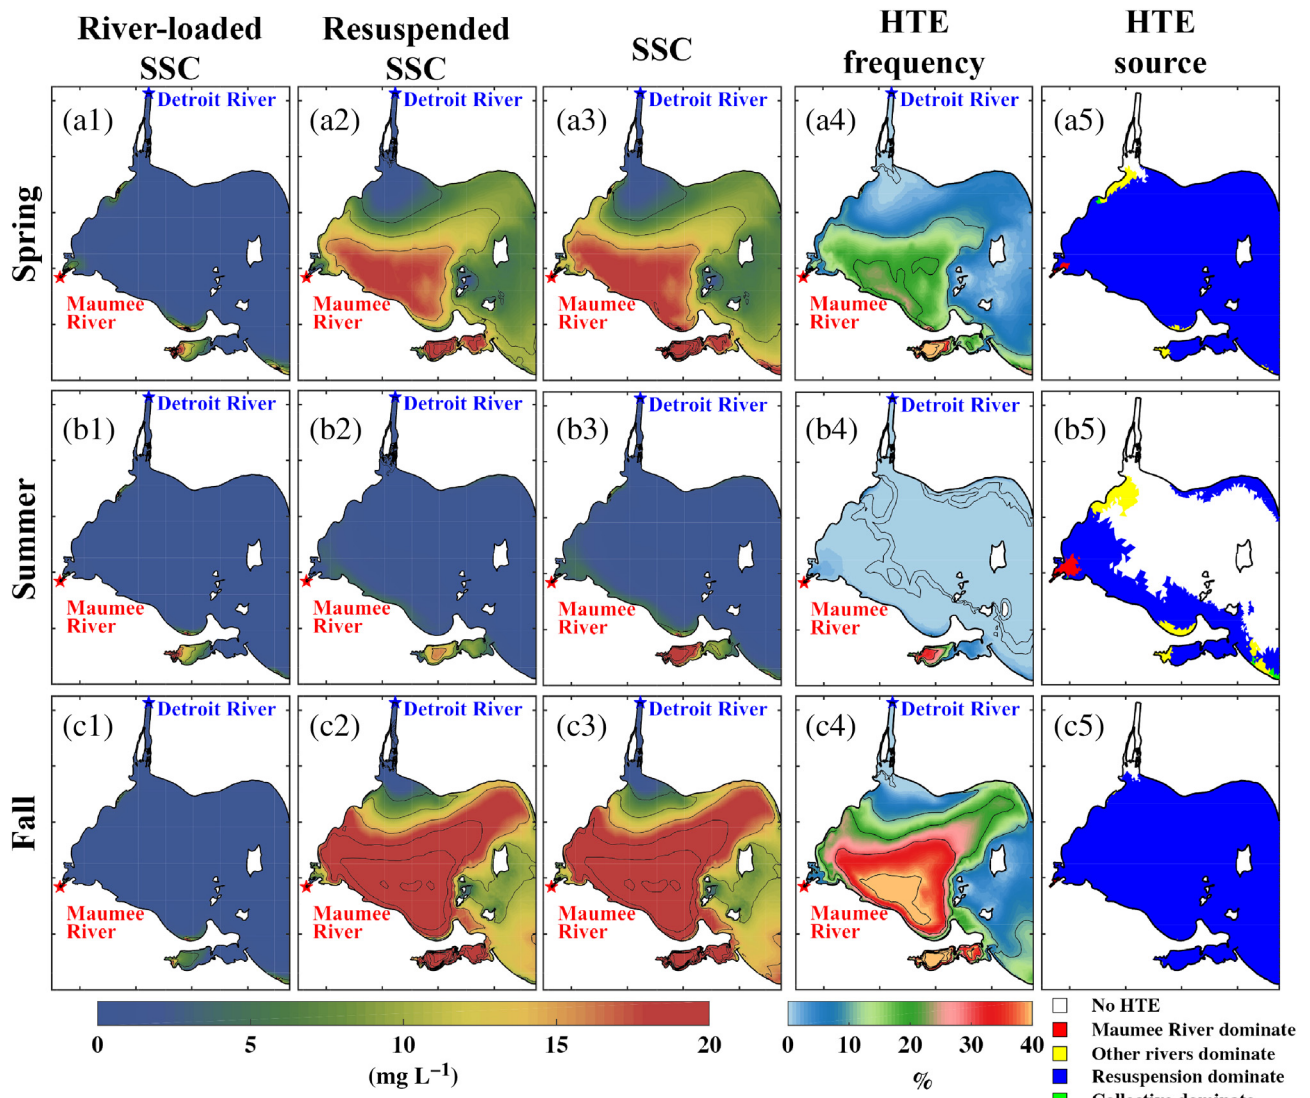 River-loaded SSC
Resuspended SSC
SSC
HTE frequency
HTE source
Spring
(a1)
Detroit River
Maumee River
(a2)
Detroit River
Maumee River
(a3)
Detroit River
Maumee River
(a4)
Detroit River
Maumee River
(a5)
Summer
(b1)
Detroit River
Maumee River
(b2)
Detroit River
Maumee River
(b3)
Detroit River
Maumee River
(b4)
Detroit River
Maumee River
(b5)
Fall
(c1)
Detroit River
Maumee River
(c2)
Detroit River
Maumee River
(c3)
Detroit River
Maumee River
(c4)
Detroit River
Maumee River
(c5)
0 5 10 15 20
(mg L⁻¹)
0 10 20 30 40
%
No HTE
Maumee River dominate
Other rivers dominate
Resuspension dominate